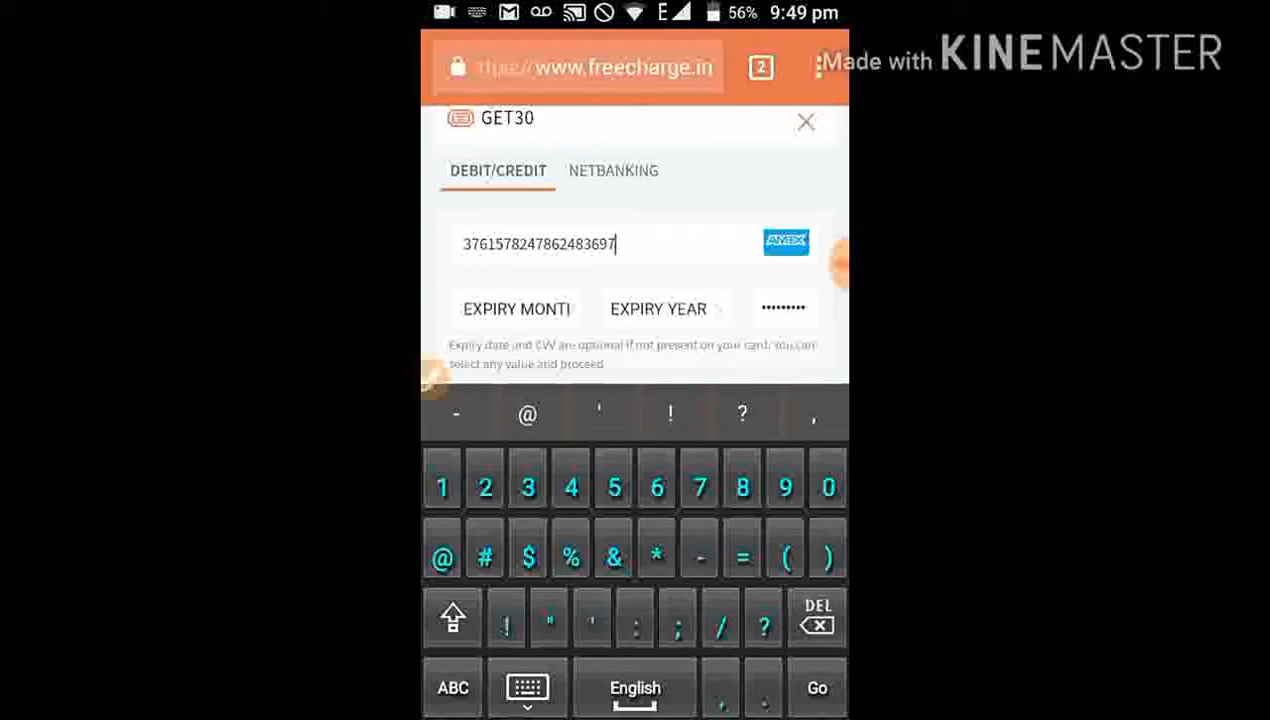 56% 9:49 pm
https://www.freecharge.in 2
Made with KINEMASTER
GET30
DEBIT/CREDIT NETBANKING
3761578247862483697 AMEX
EXPIRY MONTH EXPIRY YEAR •••••••••
Expiry date and CVV are optional if not present on your card. You can
select any value and proceed
- @ ' ! ? ,
1 2 3 4 5 6 7 8 9 0
@ # $ % & * - = ( )
! " ' : ; / ? DEL
ABC English , . Go